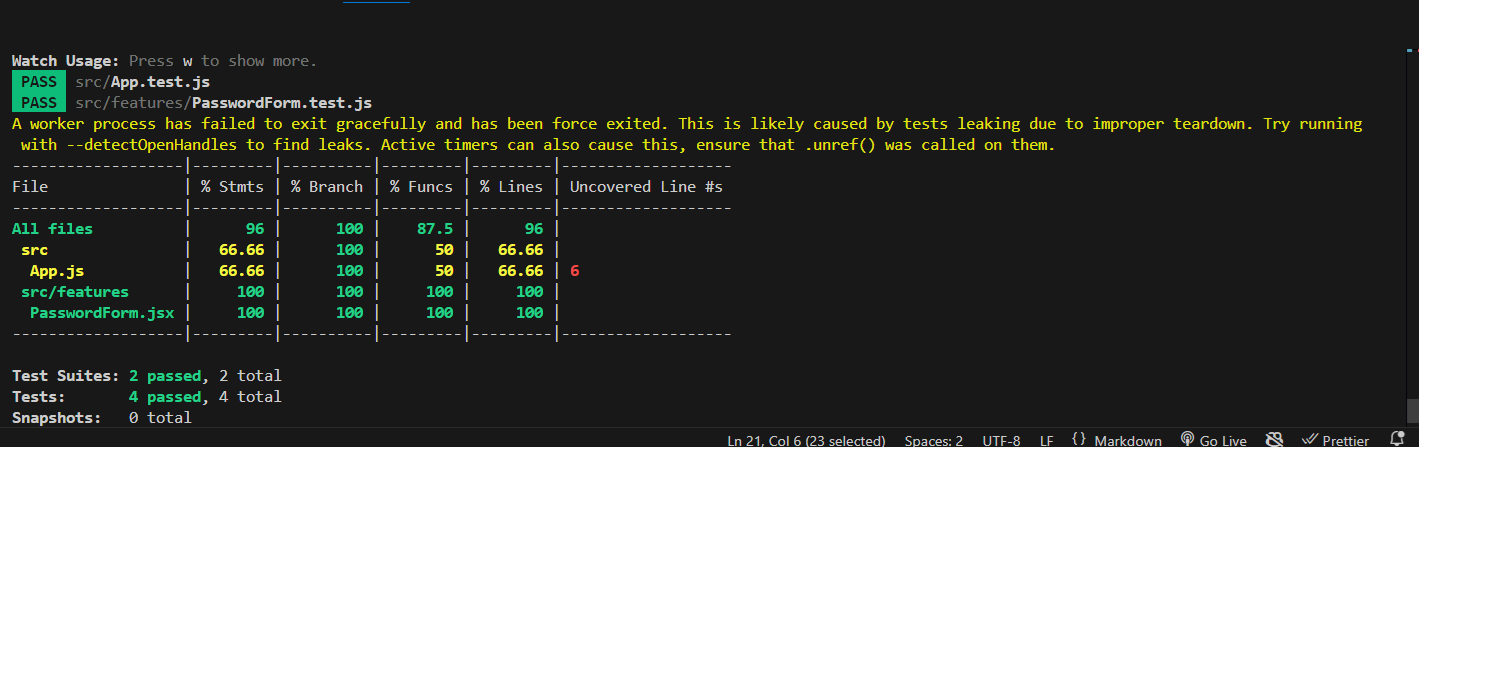 Watch Usage: Press w to show more.
PASS src/App.test.js
PASS src/features/PasswordForm.test.js
A worker process has failed to exit gracefully and has been force exited. This is likely caused by tests leaking due to improper teardown. Try running
with --detectOpenHandles to find leaks. Active timers can also cause this, ensure that .unref() was called on them.
-------------------|---------|----------|---------|---------|-------------------
File               | % Stmts | % Branch | % Funcs | % Lines | Uncovered Line #s
-------------------|---------|----------|---------|---------|-------------------
All files          |      96 |      100 |    87.5 |      96 |
 src               |   66.66 |      100 |      50 |   66.66 |
  App.js           |   66.66 |      100 |      50 |   66.66 | 6
 src/features      |     100 |      100 |     100 |     100 |
  PasswordForm.jsx |     100 |      100 |     100 |     100 |
-------------------|---------|----------|---------|---------|-------------------
Test Suites: 2 passed, 2 total
Tests:       4 passed, 4 total
Snapshots:   0 total
Ln 21, Col 6 (23 selected) Spaces: 2 UTF-8 LF {} Markdown Go Live Prettier